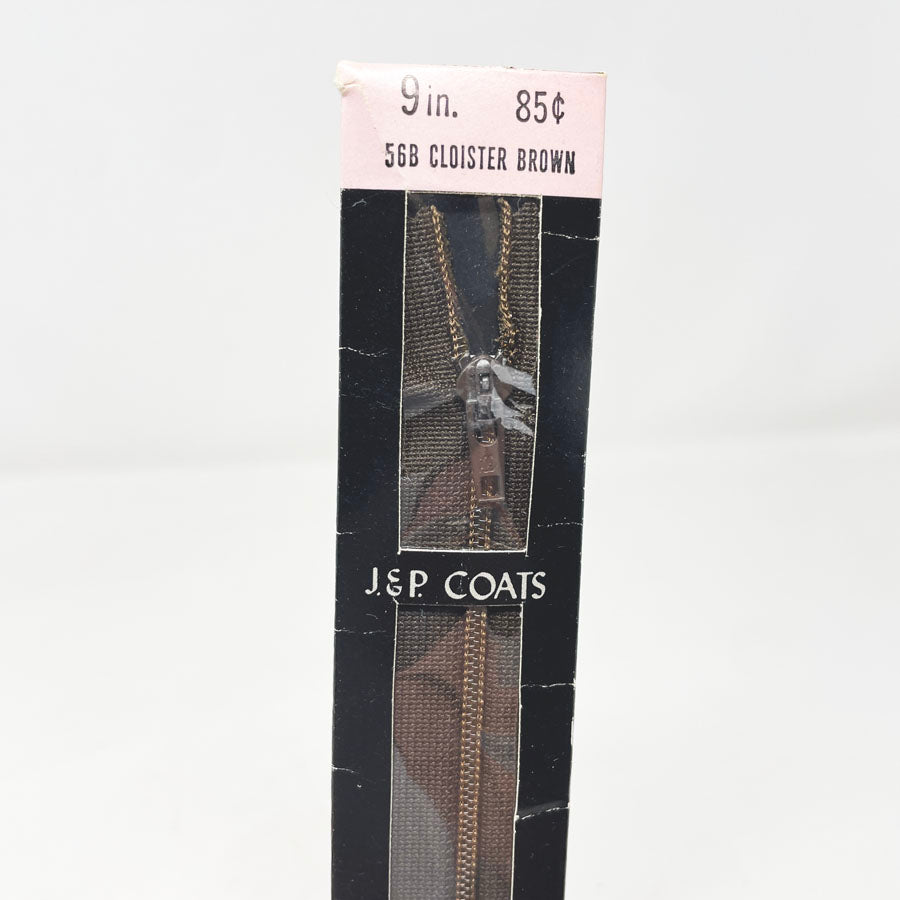 9 in. 85¢
56B CLOISTER BROWN
J. & P. COATS